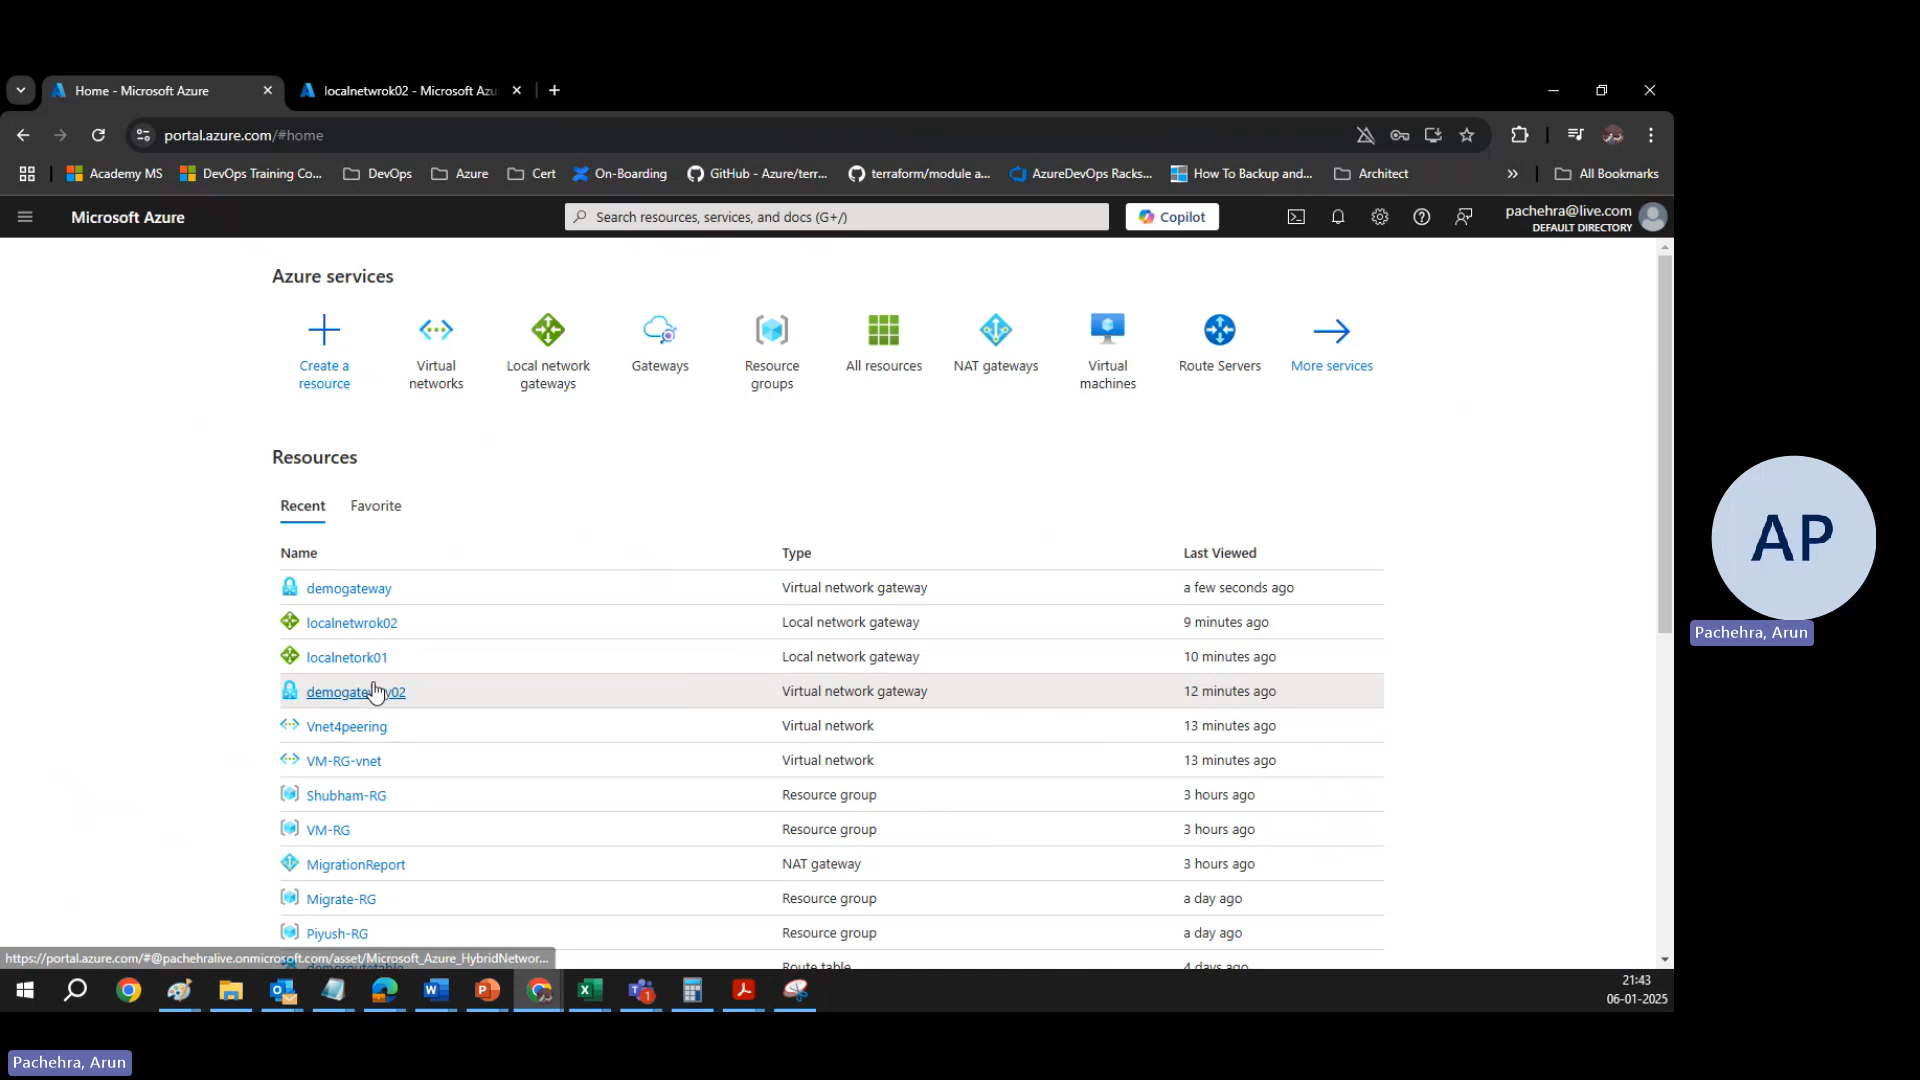 Home - Microsoft Azure
localnetwrok02 - Microsoft Azu
portal.azure.com/#home
Academy MS
DevOps Training Co...
DevOps
Azure
Cert
On-Boarding
GitHub - Azure/terr...
terraform/module a...
AzureDevOps Racks...
How To Backup and...
Architect
»
All Bookmarks
Microsoft Azure
Search resources, services, and docs (G+/)
Copilot
pachehra@live.com
DEFAULT DIRECTORY
Azure services
Create a resource
Virtual networks
Local network gateways
Gateways
Resource groups
All resources
NAT gateways
Virtual machines
Route Servers
More services
Resources
Recent Favorite
Name Type Last Viewed
demogateway Virtual network gateway a few seconds ago
localnetwrok02 Local network gateway 9 minutes ago
localnetork01 Local network gateway 10 minutes ago
demogateway02 Virtual network gateway 12 minutes ago
Vnet4peering Virtual network 13 minutes ago
VM-RG-vnet Virtual network 13 minutes ago
Shubham-RG Resource group 3 hours ago
VM-RG Resource group 3 hours ago
MigrationReport NAT gateway 3 hours ago
Migrate-RG Resource group a day ago
Piyush-RG Resource group a day ago
demoroutetable Route table 4 days ago
https://portal.azure.com/#@pachehralive.onmicrosoft.com/asset/Microsoft_Azure_HybridNetwor...
1
21:43
06-01-2025
AP
Pachehra, Arun
Pachehra, Arun